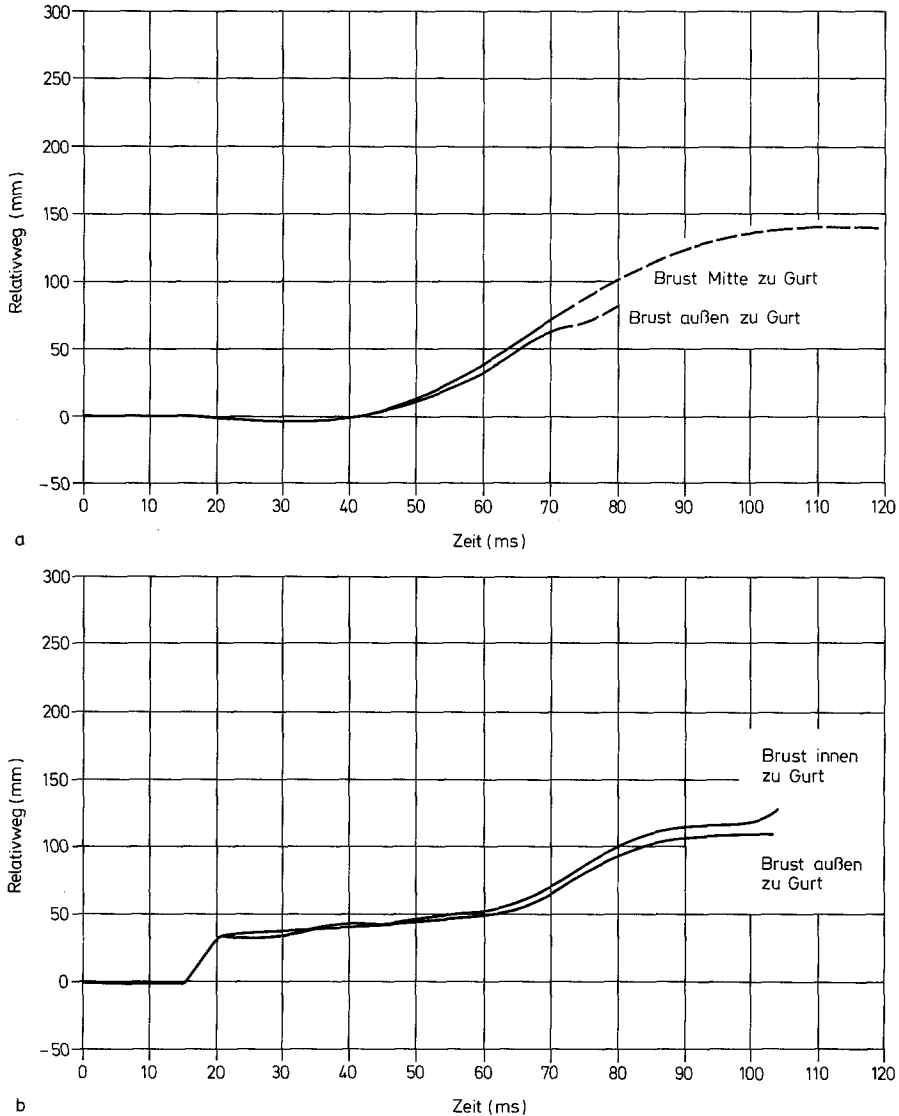 300
250
200
150
100
50
0
-50
Relativweg (mm)
Brust Mitte zu Gurt
Brust außen zu Gurt
0 10 20 30 40 50 60 70 80 90 100 110 120
a
Zeit (ms)
300
250
200
150
100
50
0
-50
Relativweg (mm)
Brust innen
zu Gurt
Brust außen
zu Gurt
0 10 20 30 40 50 60 70 80 90 100 110 120
b
Zeit (ms)